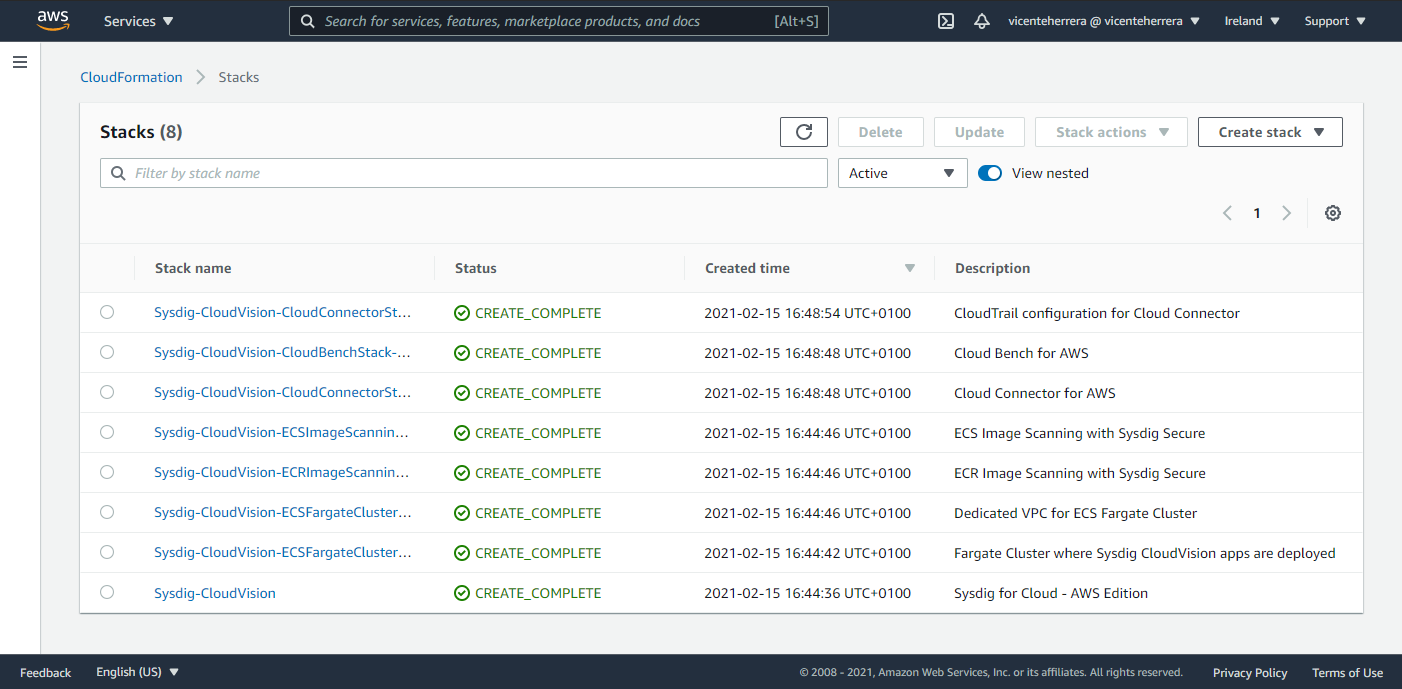 aws Services Search for services, features, marketplace products, and docs [Alt+S] vicenteherrera @ vicenteherrera Ireland Support
CloudFormation Stacks
Stacks (8) Delete Update Stack actions Create stack
Filter by stack name Active View nested
1
Stack name Status Created time Description
Sysdig-CloudVision-CloudConnectorSt... CREATE_COMPLETE 2021-02-15 16:48:54 UTC+0100 CloudTrail configuration for Cloud Connector
Sysdig-CloudVision-CloudBenchStack-... CREATE_COMPLETE 2021-02-15 16:48:48 UTC+0100 Cloud Bench for AWS
Sysdig-CloudVision-CloudConnectorSt... CREATE_COMPLETE 2021-02-15 16:48:48 UTC+0100 Cloud Connector for AWS
Sysdig-CloudVision-ECSImageScannin... CREATE_COMPLETE 2021-02-15 16:44:46 UTC+0100 ECS Image Scanning with Sysdig Secure
Sysdig-CloudVision-ECRImageScannin... CREATE_COMPLETE 2021-02-15 16:44:46 UTC+0100 ECR Image Scanning with Sysdig Secure
Sysdig-CloudVision-ECSFargateCluster... CREATE_COMPLETE 2021-02-15 16:44:46 UTC+0100 Dedicated VPC for ECS Fargate Cluster
Sysdig-CloudVision-ECSFargateCluster... CREATE_COMPLETE 2021-02-15 16:44:42 UTC+0100 Fargate Cluster where Sysdig CloudVision apps are deployed
Sysdig-CloudVision CREATE_COMPLETE 2021-02-15 16:44:36 UTC+0100 Sysdig for Cloud - AWS Edition
Feedback English (US) © 2008 - 2021, Amazon Web Services, Inc. or its affiliates. All rights reserved. Privacy Policy Terms of Use